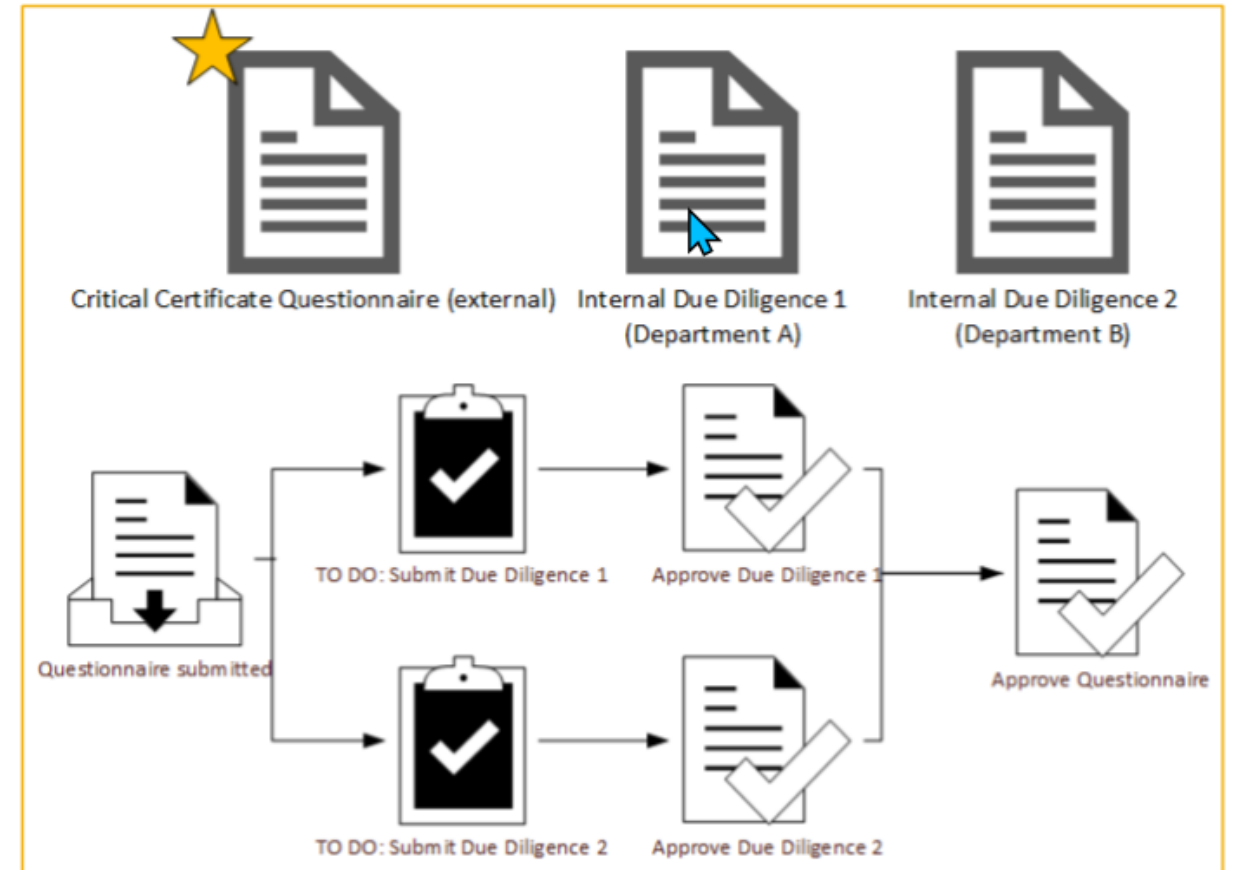 Critical Certificate Questionnaire (external)
Internal Due Diligence 1
(Department A)
Internal Due Diligence 2
(Department B)
TO DO: Submit Due Diligence 1
Approve Due Diligence 1
Questionnaire submitted
Approve Questionnaire
TO DO: Submit Due Diligence 2
Approve Due Diligence 2